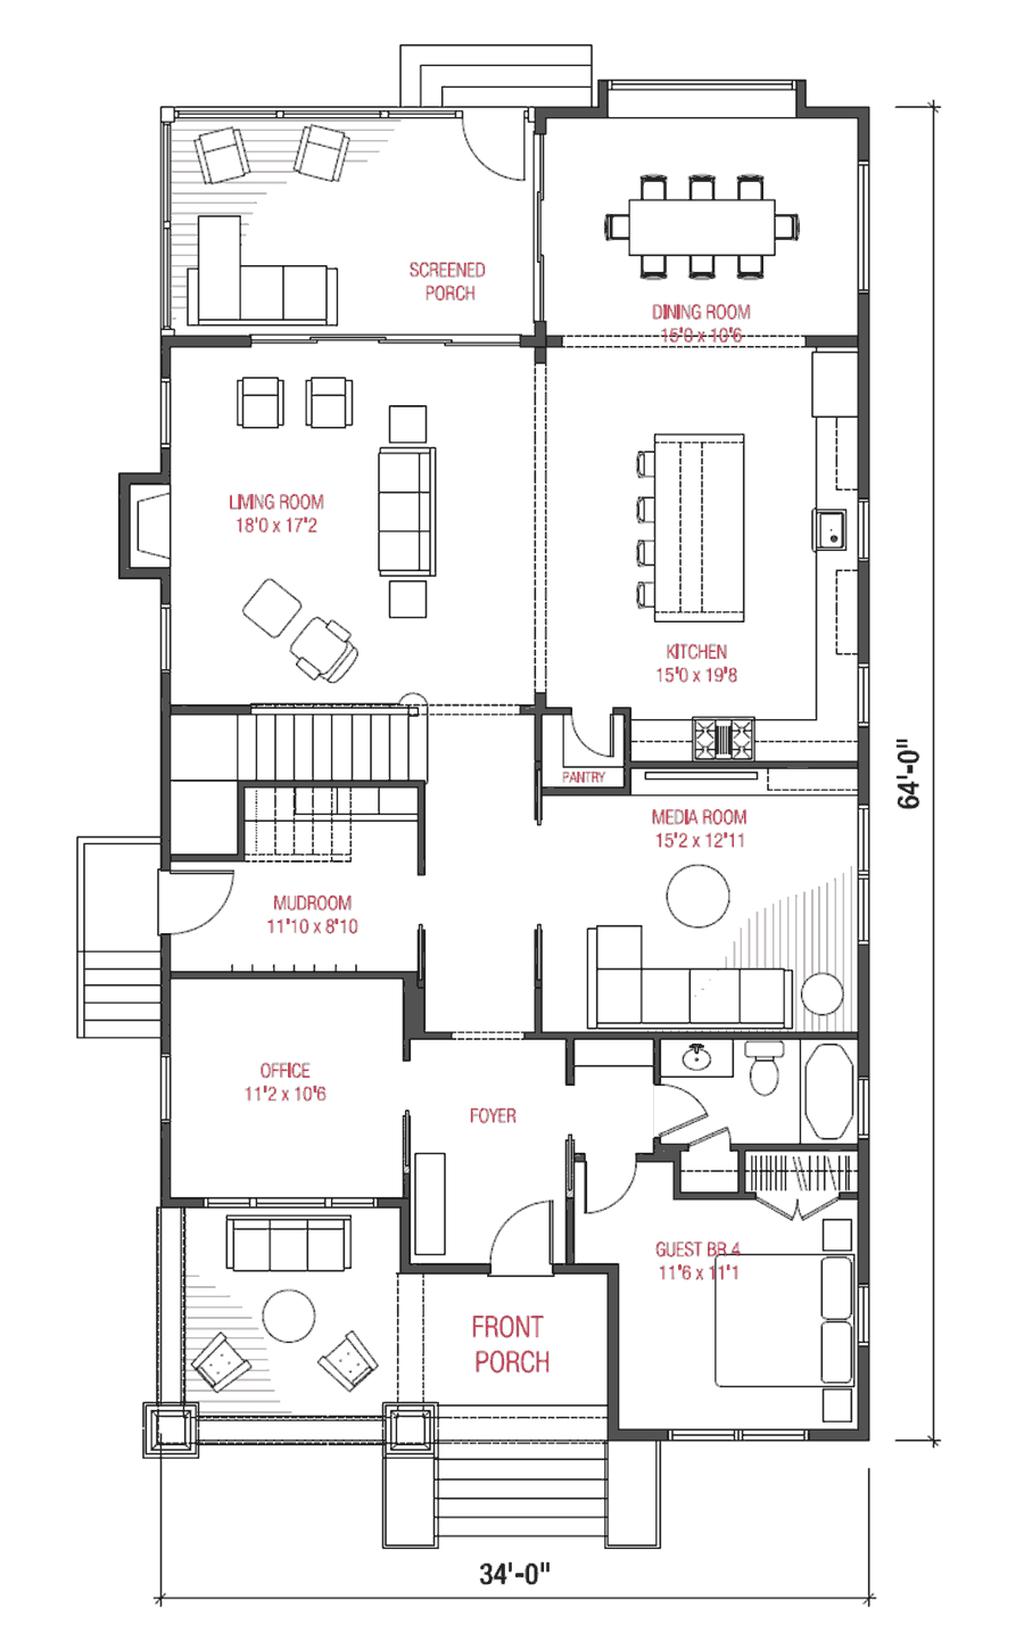 SCREENED
PORCH
DINING ROOM
15'0 x 10'6
LIVING ROOM
18'0 x 17'2
KITCHEN
15'0 x 19'8
PANTRY
MEDIA ROOM
15'2 x 12'11
64'-0"
MUDROOM
11'10 x 8'10
OFFICE
11'2 x 10'6
FOYER
GUEST BR 4
11'6 x 11'1
FRONT
PORCH
34'-0"